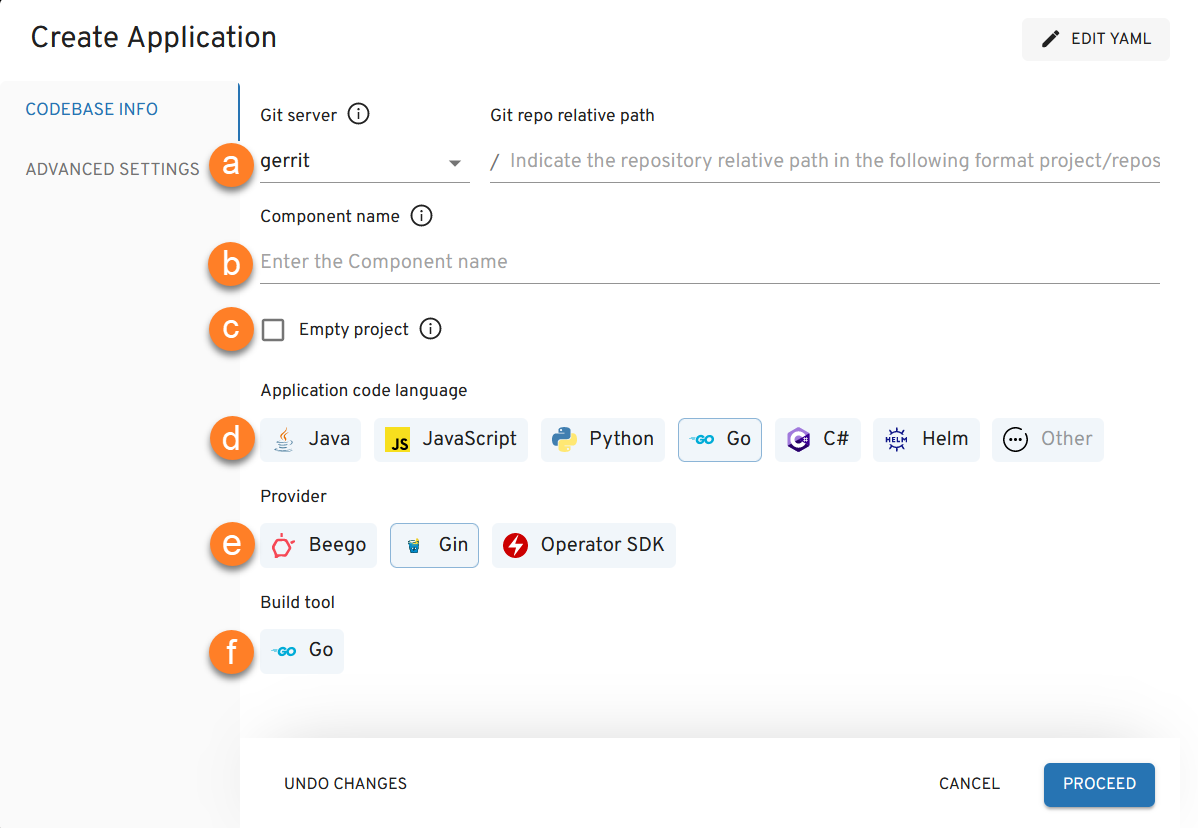 Create Application
EDIT YAML
CODEBASE INFO
ADVANCED SETTINGS
Git server
Git repo relative path
a
gerrit
/ Indicate the repository relative path in the following format project/repos
Component name
b
Enter the Component name
c
Empty project
Application code language
d
Java
JS
JavaScript
Python
GO
Go
C#
HELM
Helm
Other
Provider
e
Beego
Gin
Operator SDK
Build tool
f
GO
Go
UNDO CHANGES
CANCEL
PROCEED